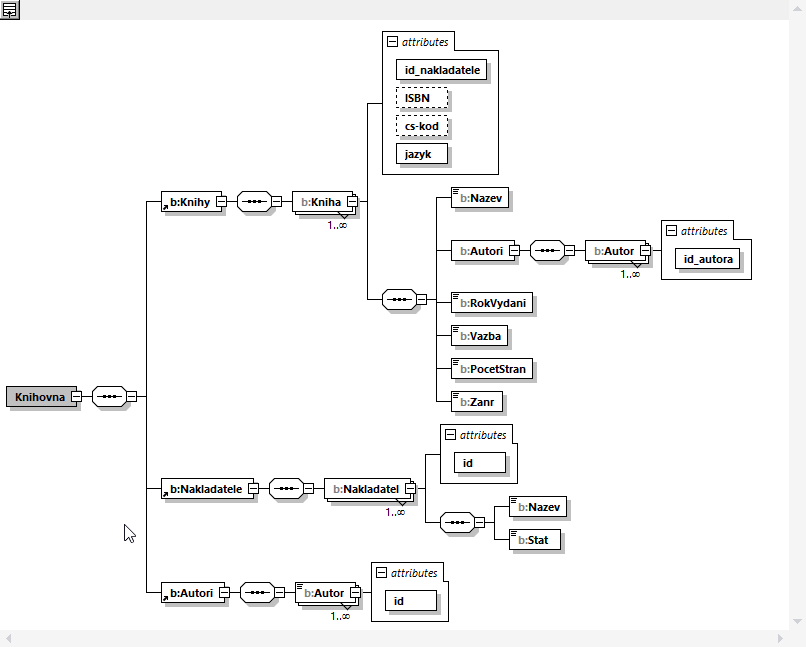 attributes
id_nakladatele
ISBN
cs-kod
jazyk
b:Knihy
b:Kniha
1..∞
b:Nazev
b:Autori
b:Autor
1..∞
attributes
id_autora
b:RokVydani
b:Vazba
b:PocetStran
b:Zanr
Knihovna
attributes
id
b:Nakladatele
b:Nakladatel
1..∞
b:Nazev
b:Stat
attributes
id
b:Autori
b:Autor
1..∞